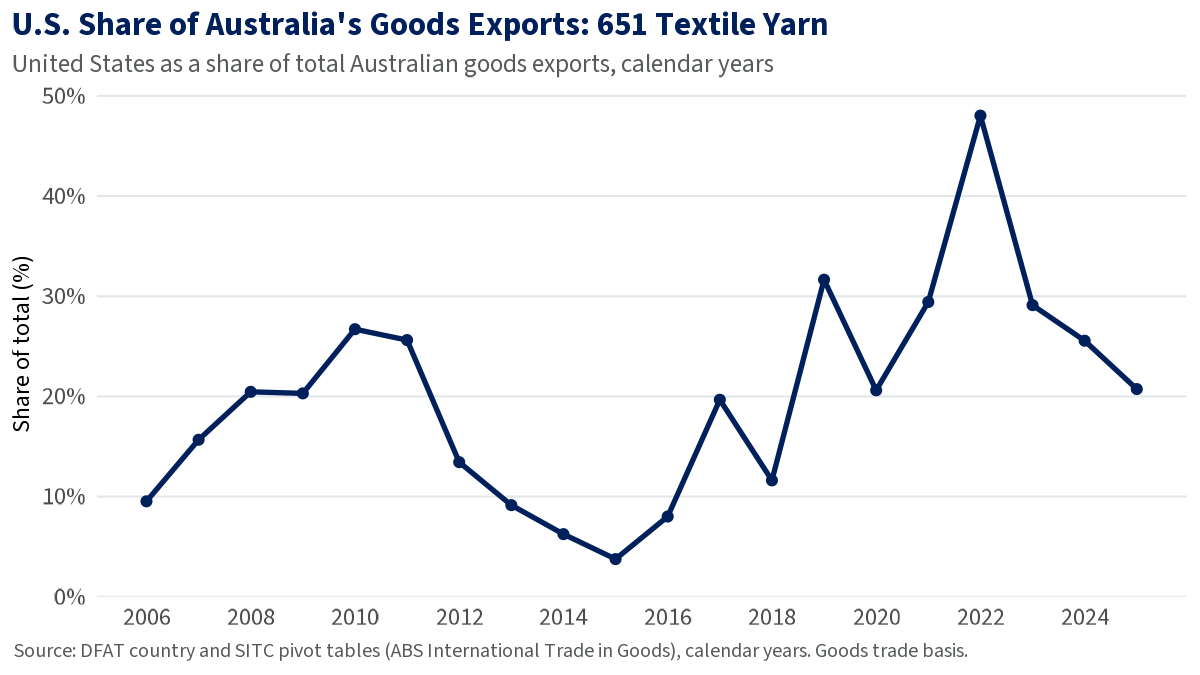 U.S. Share of Australia's Goods Exports: 651 Textile Yarn
United States as a share of total Australian goods exports, calendar years
50%
40%
30%
20%
10%
0%
Share of total (%)
2006 2008 2010 2012 2014 2016 2018 2020 2022 2024
Source: DFAT country and SITC pivot tables (ABS International Trade in Goods), calendar years. Goods trade basis.